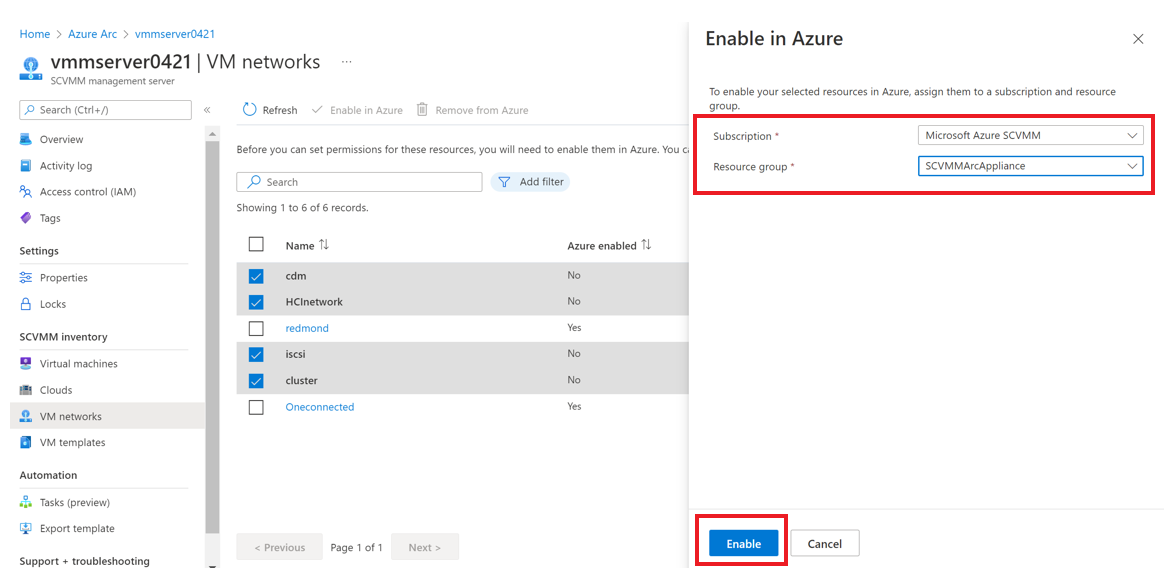 Home > Azure Arc > vmmserver0421
vmmserver0421 | VM networks ...
SCVMM management server
Search (Ctrl+/)
«
Overview
Activity log
Access control (IAM)
Tags
Settings
Properties
Locks
SCVMM inventory
Virtual machines
Clouds
VM networks
VM templates
Automation
Tasks (preview)
Export template
Support + troubleshooting
Refresh Enable in Azure Remove from Azure
Before you can set permissions for these resources, you will need to enable them in Azure. You ca
Search Add filter
Showing 1 to 6 of 6 records.
Name ↑↓ Azure enabled ↑↓
cdm No
HCInetwork No
redmond Yes
iscsi No
cluster No
Oneconnected Yes
< Previous Page 1 of 1 Next >
Enable in Azure
To enable your selected resources in Azure, assign them to a subscription and resource
group.
Subscription * Microsoft Azure SCVMM
Resource group * SCVMMArcAppliance
Enable Cancel